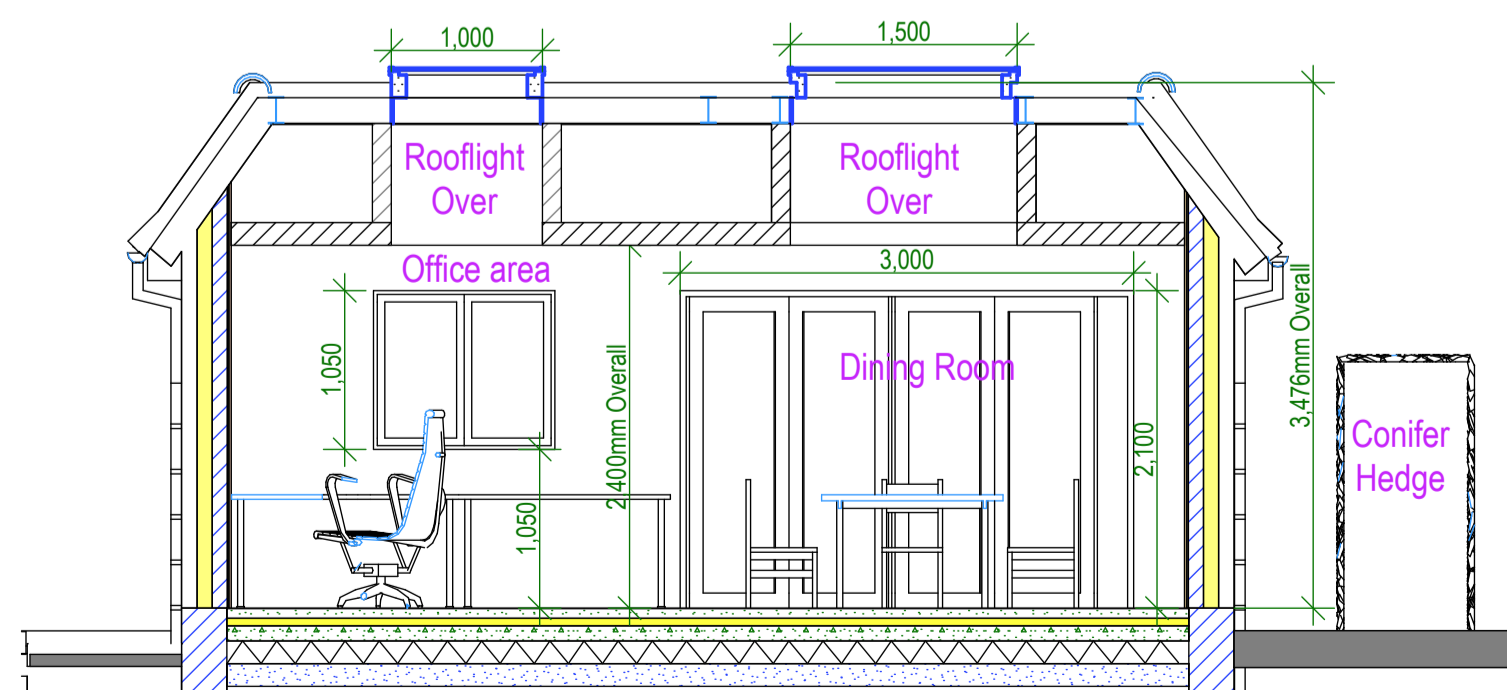 1,000
1,500
Rooflight
Over
Rooflight
Over
Office area
3,000
1,050
Dining Room
2,400mm Overall
1,050
2,100
3,476mm Overall
Conifer
Hedge